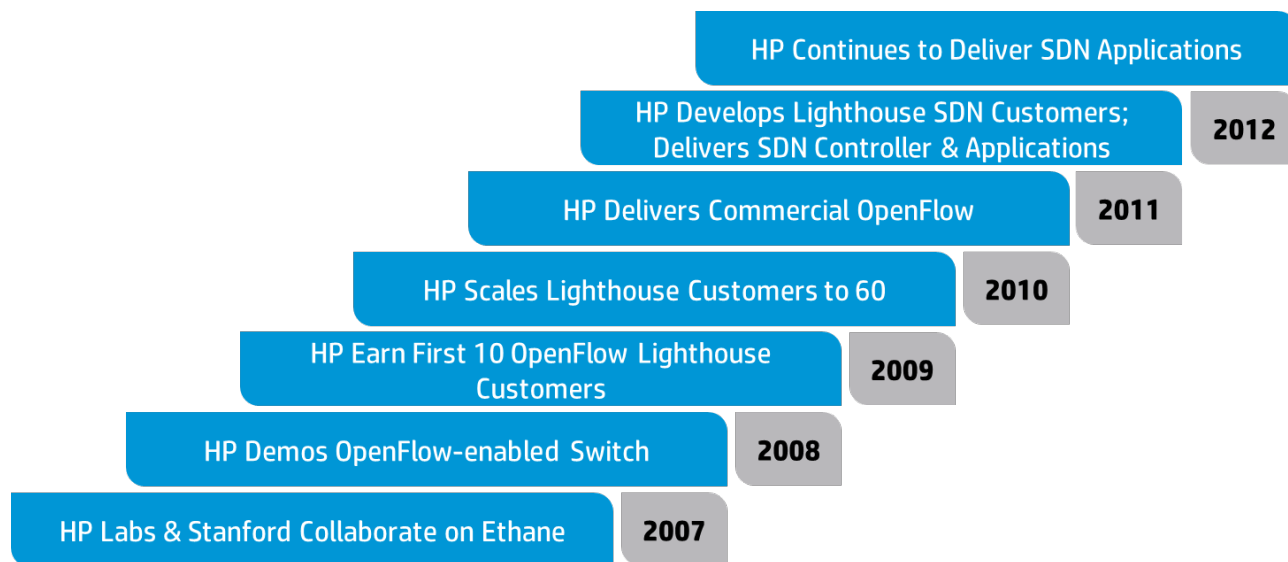 HP Continues to Deliver SDN Applications
HP Develops Lighthouse SDN Customers;
Delivers SDN Controller & Applications
2012
HP Delivers Commercial OpenFlow
2011
HP Scales Lighthouse Customers to 60
2010
HP Earn First 10 OpenFlow Lighthouse
Customers
2009
HP Demos OpenFlow-enabled Switch
2008
HP Labs & Stanford Collaborate on Ethane
2007